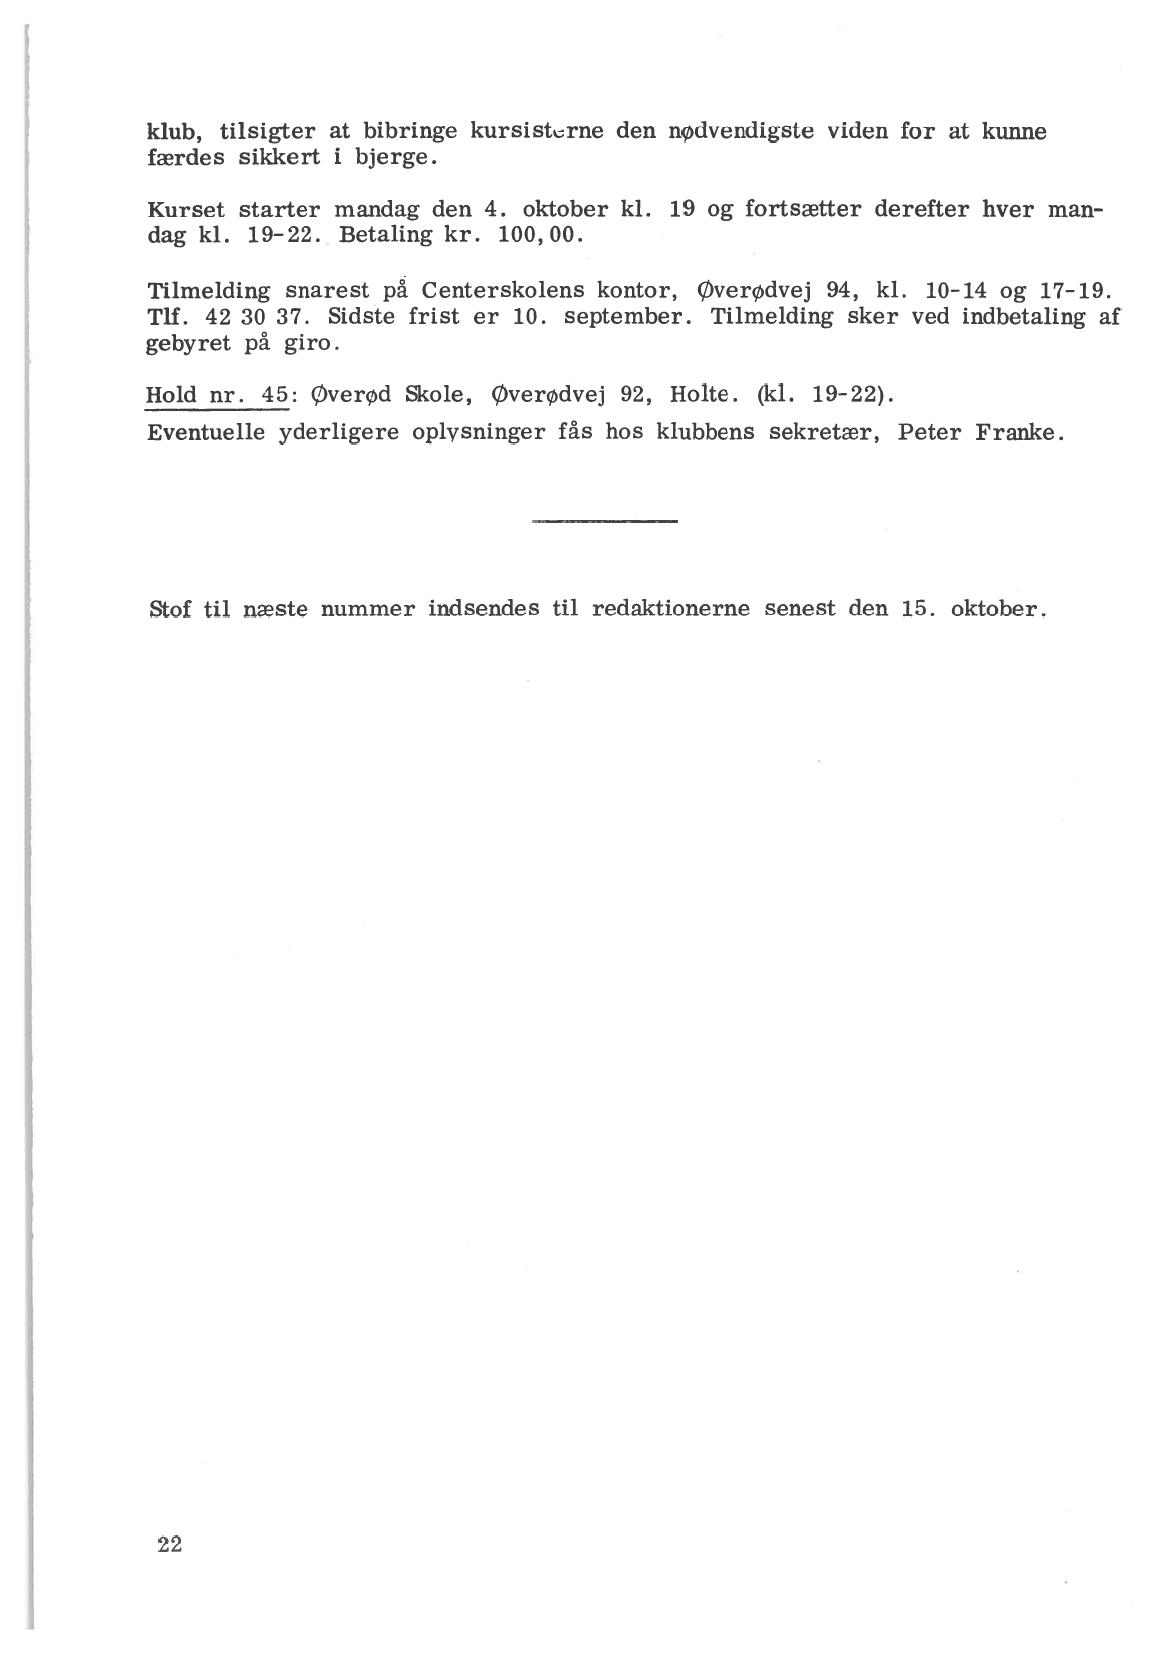 klub, tilsigter at bibringe kursisterne den nødvendigste viden for at kunne
færdes sikkert i bjerge.
Kurset starter mandag den 4. oktober kl. 19 og fortsætter derefter hver man-
dag kl. 19-22. Betaling kr. 100,00.
Tilmelding snarest på Centerskolens kontor, Øverødvej 94, kl. 10-14 og 17-19.
Tlf. 42 30 37. Sidste frist er 10. september. Tilmelding sker ved indbetaling af
gebyret på giro.
Hold nr. 45: Øverød Skole, Øverødvej 92, Holte. (kl. 19-22).
Eventuelle yderligere oplysninger fås hos klubbens sekretær, Peter Franke.
Stof til næste nummer indsendes til redaktionerne senest den 15. oktober.
22